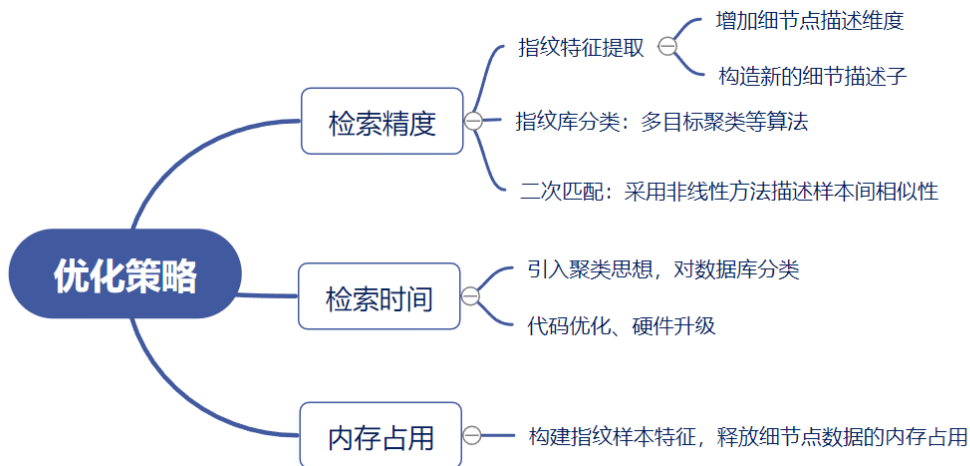 优化策略
检索精度
指纹特征提取
增加细节点描述维度
构造新的细节描述子
指纹库分类：多目标聚类等算法
二次匹配：采用非线性方法描述样本间相似性
检索时间
引入聚类思想，对数据库分类
代码优化、硬件升级
内存占用
构建指纹样本特征，释放细节点数据的内存占用